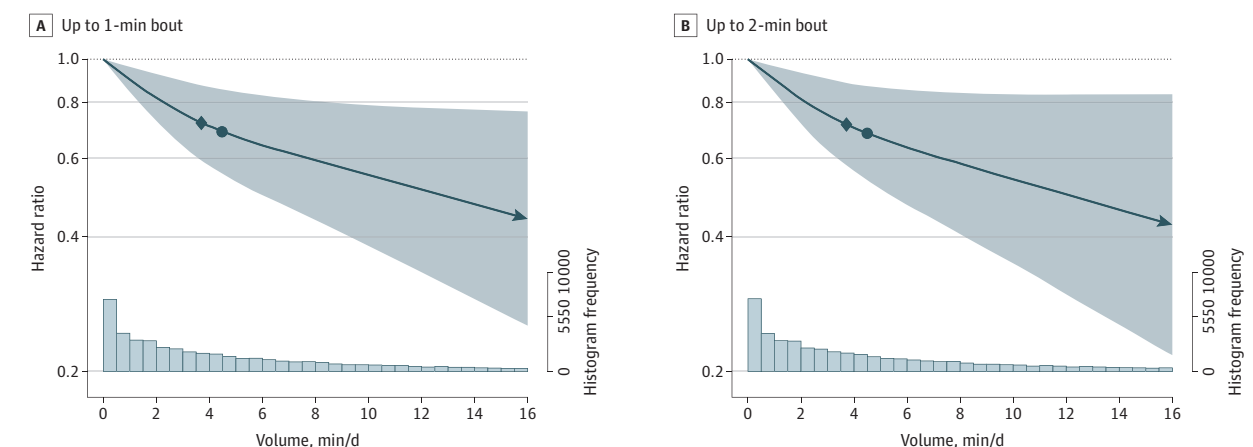 A Up to 1-min bout
1.0
0.8
0.6
0.4
0.2
Hazard ratio
0 2 4 6 8 10 12 14 16
Volume, min/d
0 5550 10000
Histogram frequency
B Up to 2-min bout
1.0
0.8
0.6
0.4
0.2
Hazard ratio
0 2 4 6 8 10 12 14 16
Volume, min/d
0 5550 10000
Histogram frequency